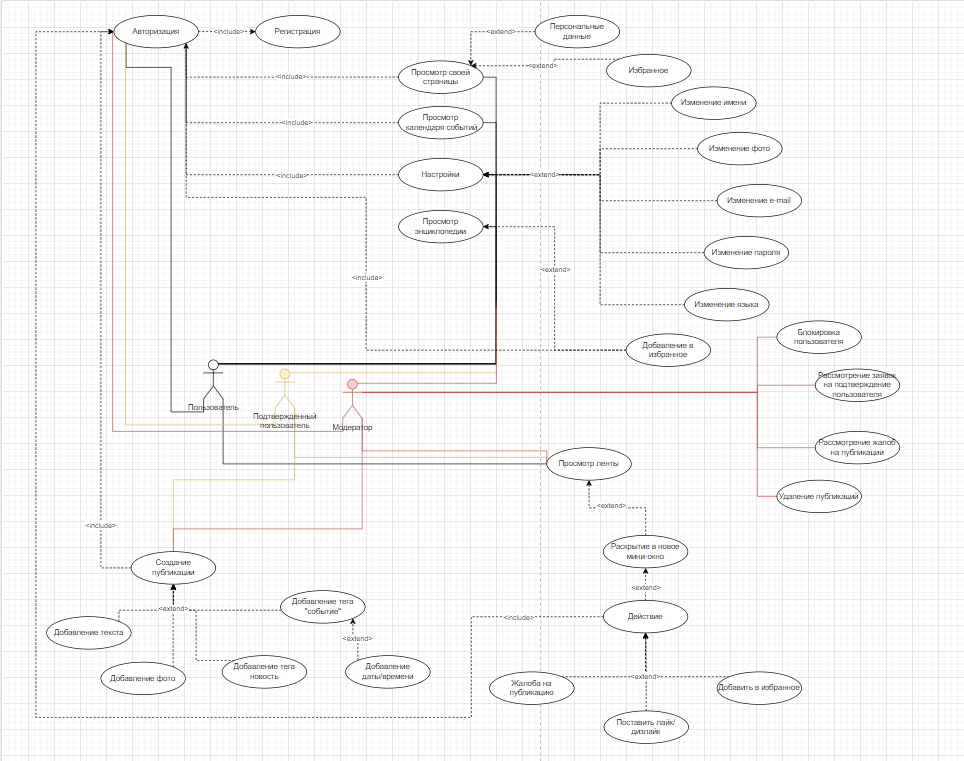 Авторизация
<include>
Регистрация
<extend>
Персональные
данные
<extend>
Избранное
Просмотр своей
страницы
<include>
Изменение имени
Просмотр
календаря событий
<include>
Изменение фото
Настройки
<include>
<extend>
Изменение e-mail
Просмотр
энциклопедии
Изменение пароля
<extend>
<include>
Изменение языка
Добавление в
избранное
Блокировка
пользователя
Рассмотрение заявок
на подтверждение
пользователя
Пользователь
Подтвержденный
пользователь
Модератор
Рассмотрение жалоб
на публикации
Просмотр ленты
Удаление публикаций
<extend>
<include>
Раскрытие в новое
мини-окно
Создание
публикации
<extend>
<extend>
Добавление тега
"событие"
Действие
<include>
Добавление текста
<extend>
Добавление фото
Добавление тега
новость
Добавление
даты/времени
<extend>
Жалоба на
публикацию
Добавить в избранное
Поставить лайк/
дизлайк